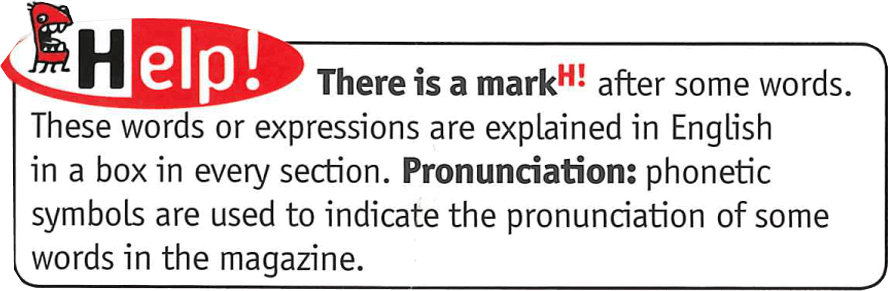 Help!
There is a mark H! after some words.
These words or expressions are explained in English
in a box in every section. Pronunciation: phonetic
symbols are used to indicate the pronunciation of some
words in the magazine.